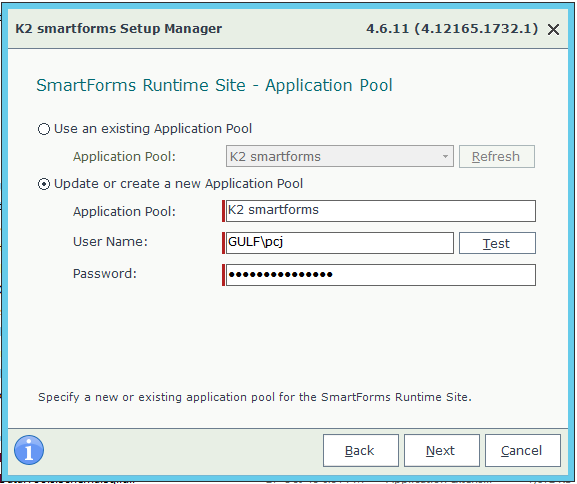 K2 smartforms Setup Manager 4.6.11 (4.12165.1732.1)
SmartForms Runtime Site - Application Pool
Use an existing Application Pool
Application Pool: K2 smartforms Refresh
Update or create a new Application Pool
Application Pool: K2 smartforms
User Name: GULF\pcj Test
Password: ●●●●●●●●●●●●●●●
Specify a new or existing application pool for the SmartForms Runtime Site.
Back Next Cancel